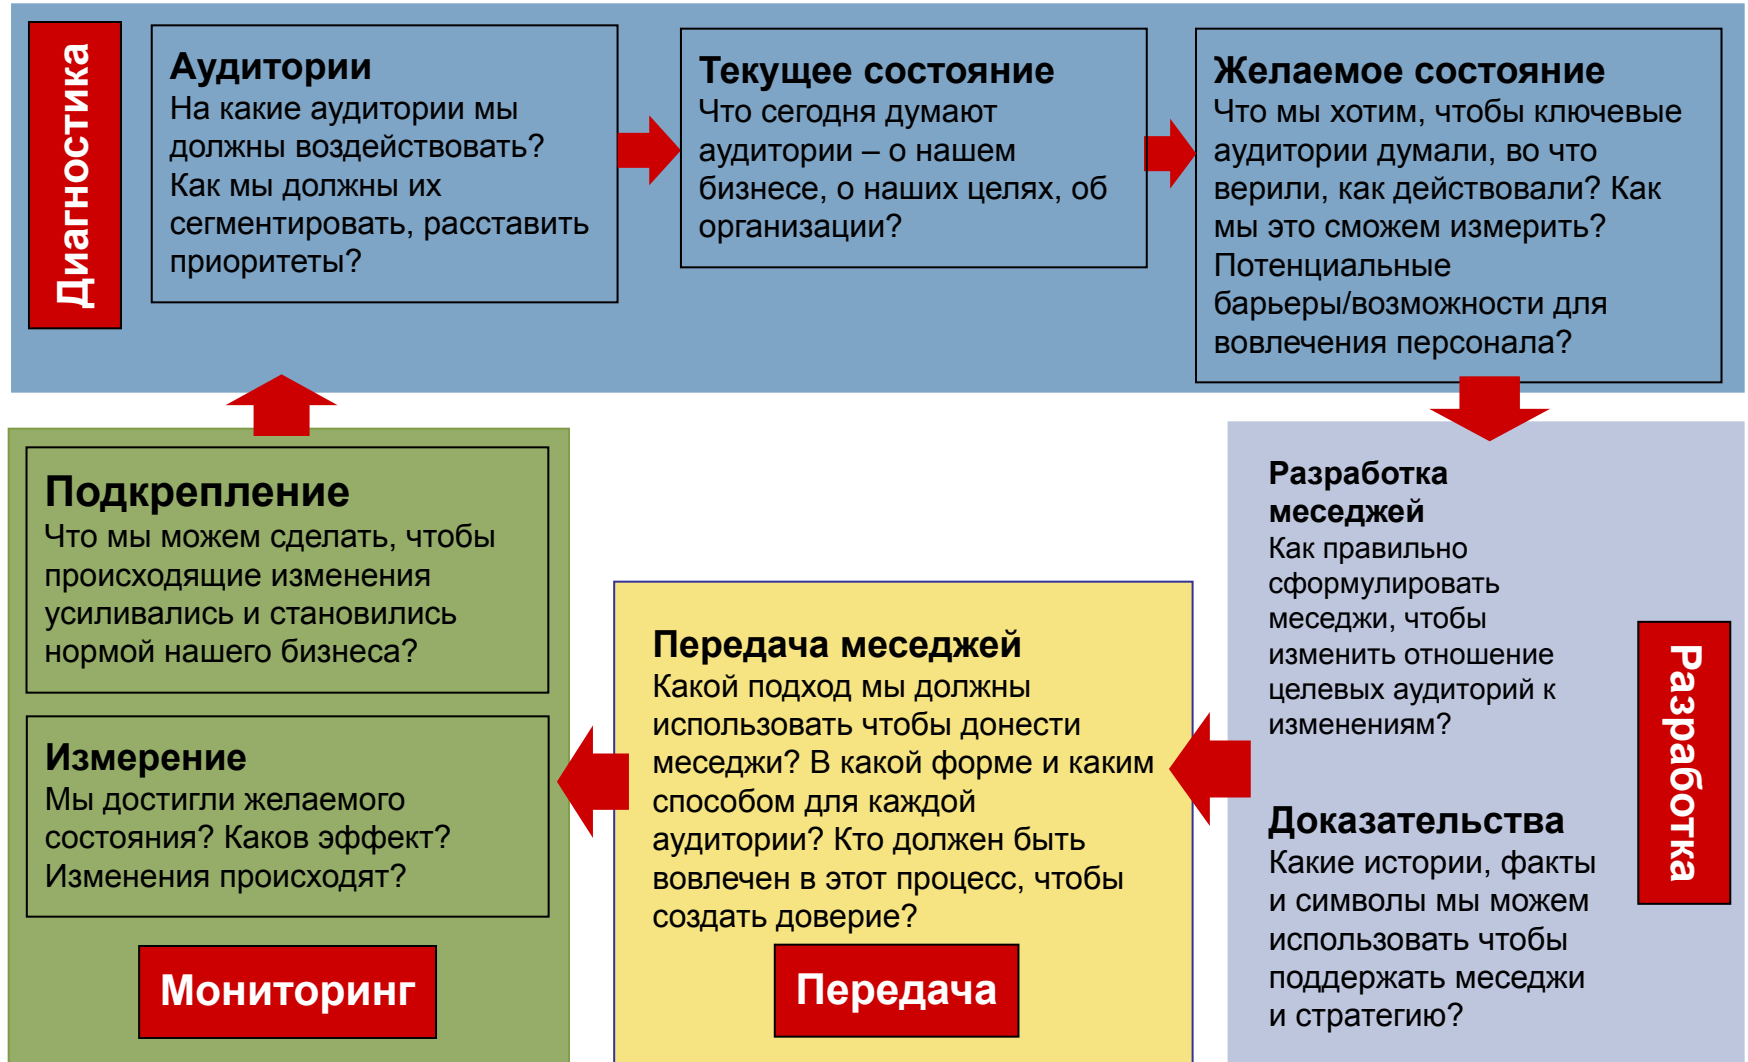 Диагностика
Аудитории
На какие аудитории мы
должны воздействовать?
Как мы должны их
сегментировать, расставить
приоритеты?
Текущее состояние
Что сегодня думают
аудитории – о нашем
бизнесе, о наших целях, об
организации?
Желаемое состояние
Что мы хотим, чтобы ключевые
аудитории думали, во что
верили, как действовали? Как
мы это сможем измерить?
Потенциальные
барьеры/возможности для
вовлечения персонала?
Разработка
меседжей
Как правильно
сформулировать
меседжи, чтобы
изменить отношение
целевых аудиторий к
изменениям?
Доказательства
Какие истории, факты
и символы мы можем
использовать чтобы
поддержать меседжи
и стратегию?
Разработка
Передача меседжей
Какой подход мы должны
использовать чтобы донести
меседжи? В какой форме и каким
способом для каждой
аудитории? Кто должен быть
вовлечен в этот процесс, чтобы
создать доверие?
Передача
Подкрепление
Что мы можем сделать, чтобы
происходящие изменения
усиливались и становились
нормой нашего бизнеса?
Измерение
Мы достигли желаемого
состояния? Каков эффект?
Изменения происходят?
Мониторинг